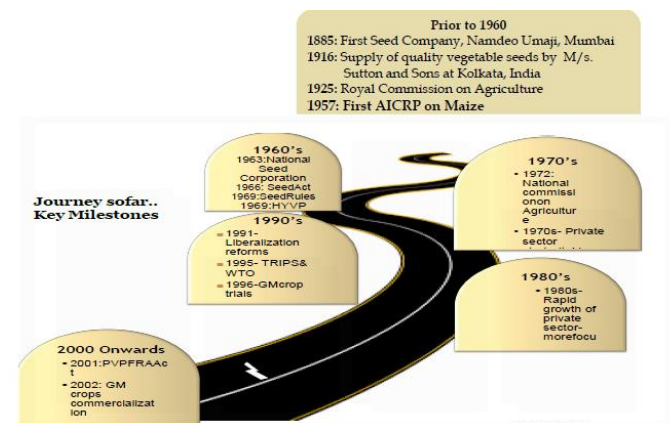 Prior to 1960
1885: First Seed Company, Namdeo Umaji, Mumbai
1916: Supply of quality vegetable seeds by M/s.
Sutton and Sons at Kolkata, India
1925: Royal Commission on Agriculture
1957: First AICRP on Maize
Journey sofar..
Key Milestones
1960's
1963:National
Seed
Corporation
1966: SeedAct
1969:SeedRules
1969:HYVP
1970's
• 1972:
National
commissi
onon
Agricultur
e
• 1970s- Private
sector
1980's
• 1980s-
Rapid
growth of
private
sector-
morefocu
1990's
1991-
Liberalization
reforms
1995- TRIPS&
WTO
1996-GMcrop
trials
2000 Onwards
• 2001:PVPFRAAc
t
• 2002: GM
crops
commercializat
ion